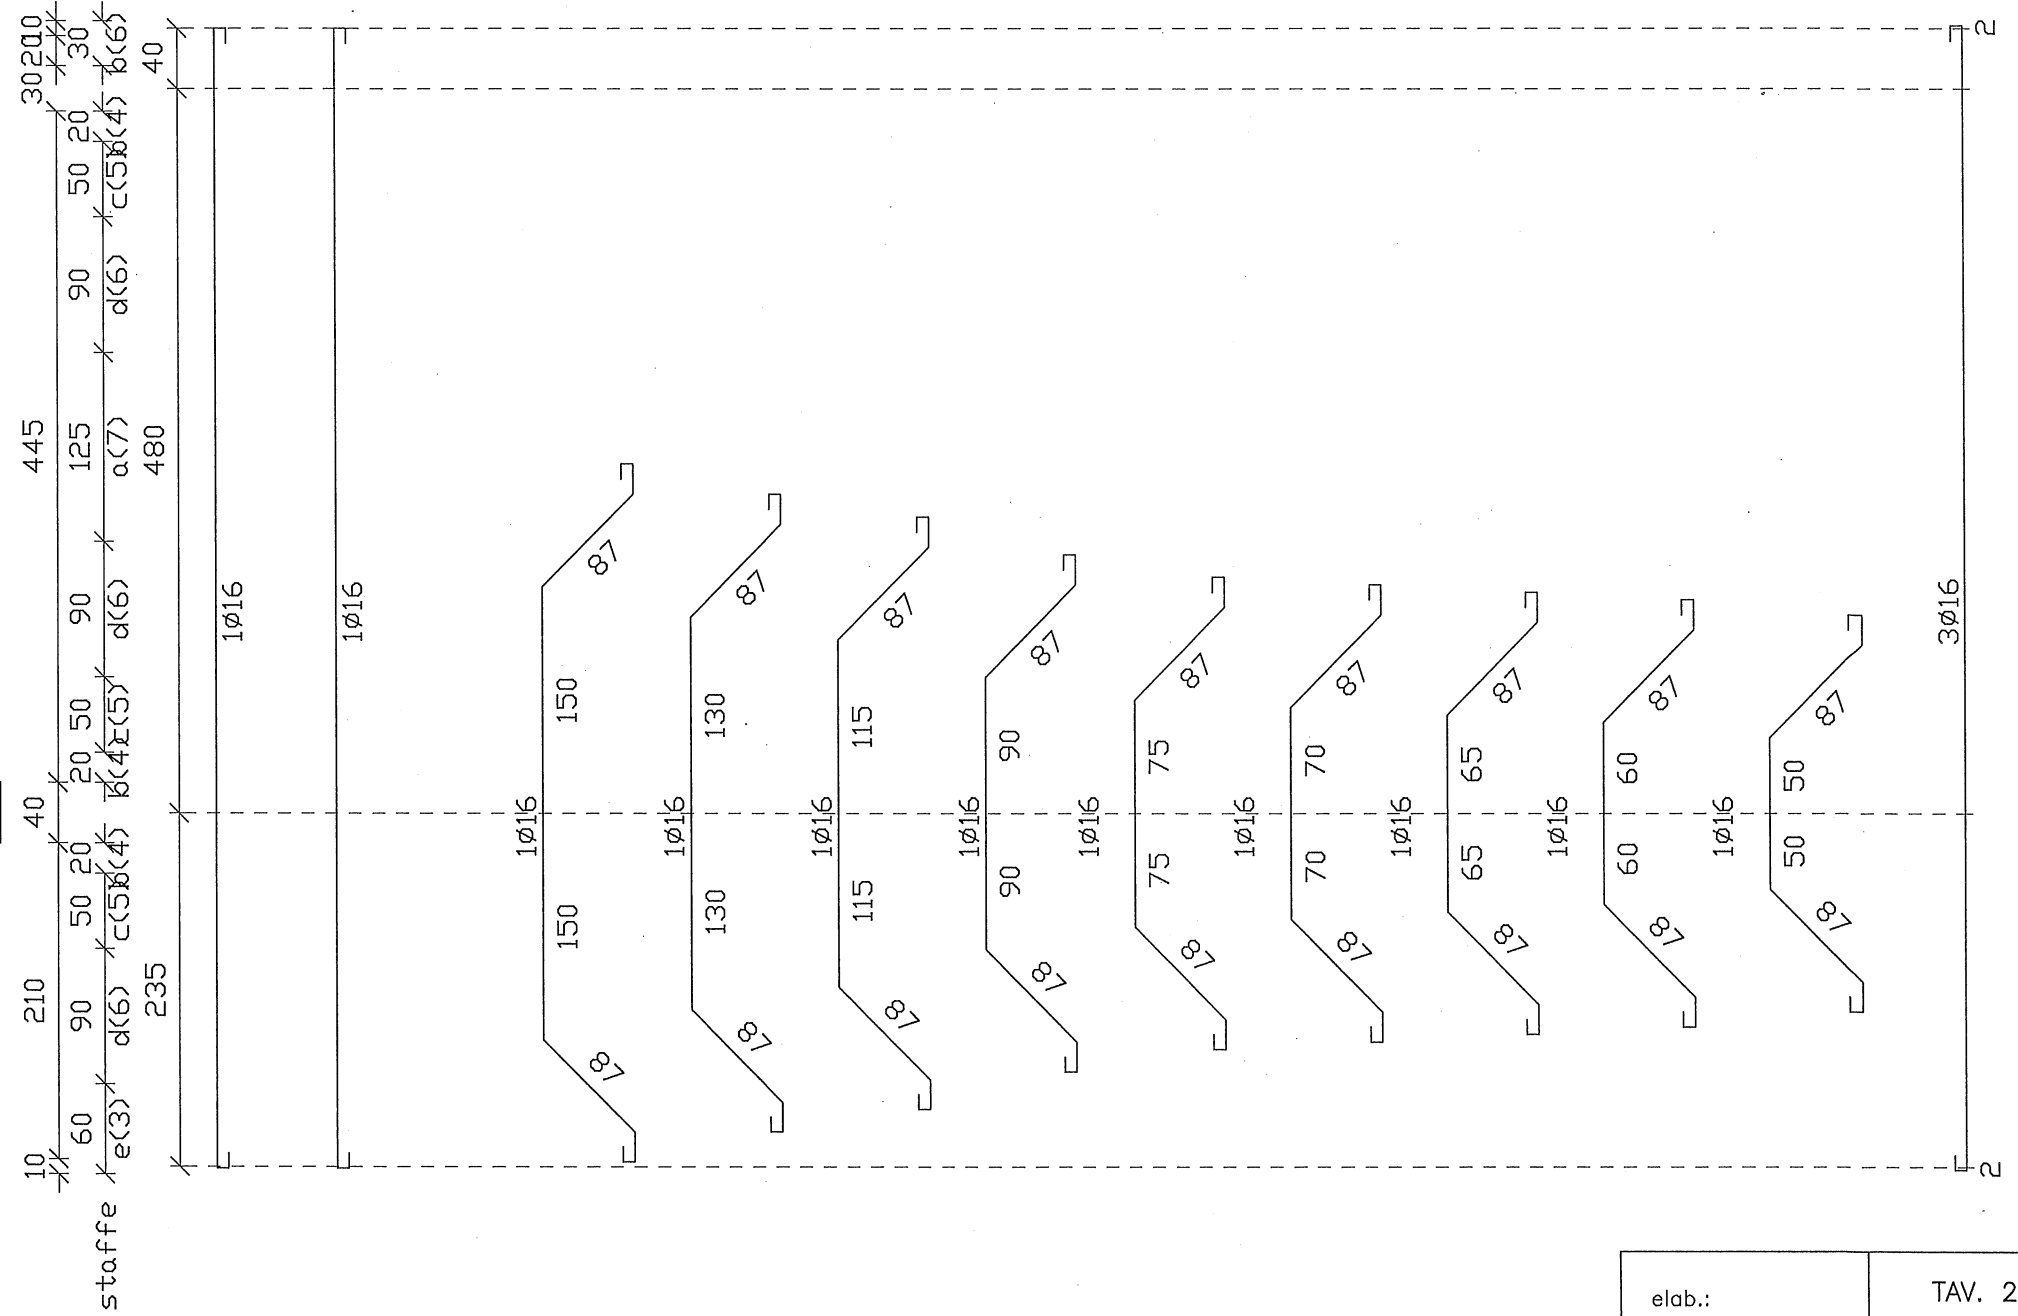 staffe
10 210 40 445 30 20 10
60 90 50 20 20 50 90 125 90 50 20 30
e(3) d(6) c(5) b(4) b(4) c(5) d(6) a(7) d(6) c(5) b(4) b(6)
235 480 40
1ø16
1ø16
87 150 1ø16 150 87
87 130 1ø16 130 87
87 115 1ø16 115 87
87 90 1ø16 90 87
87 75 1ø16 75 87
87 70 1ø16 70 87
87 65 1ø16 65 87
87 60 1ø16 60 87
87 50 1ø16 50 87
3ø16
2 2
elab.:
TAV. 2